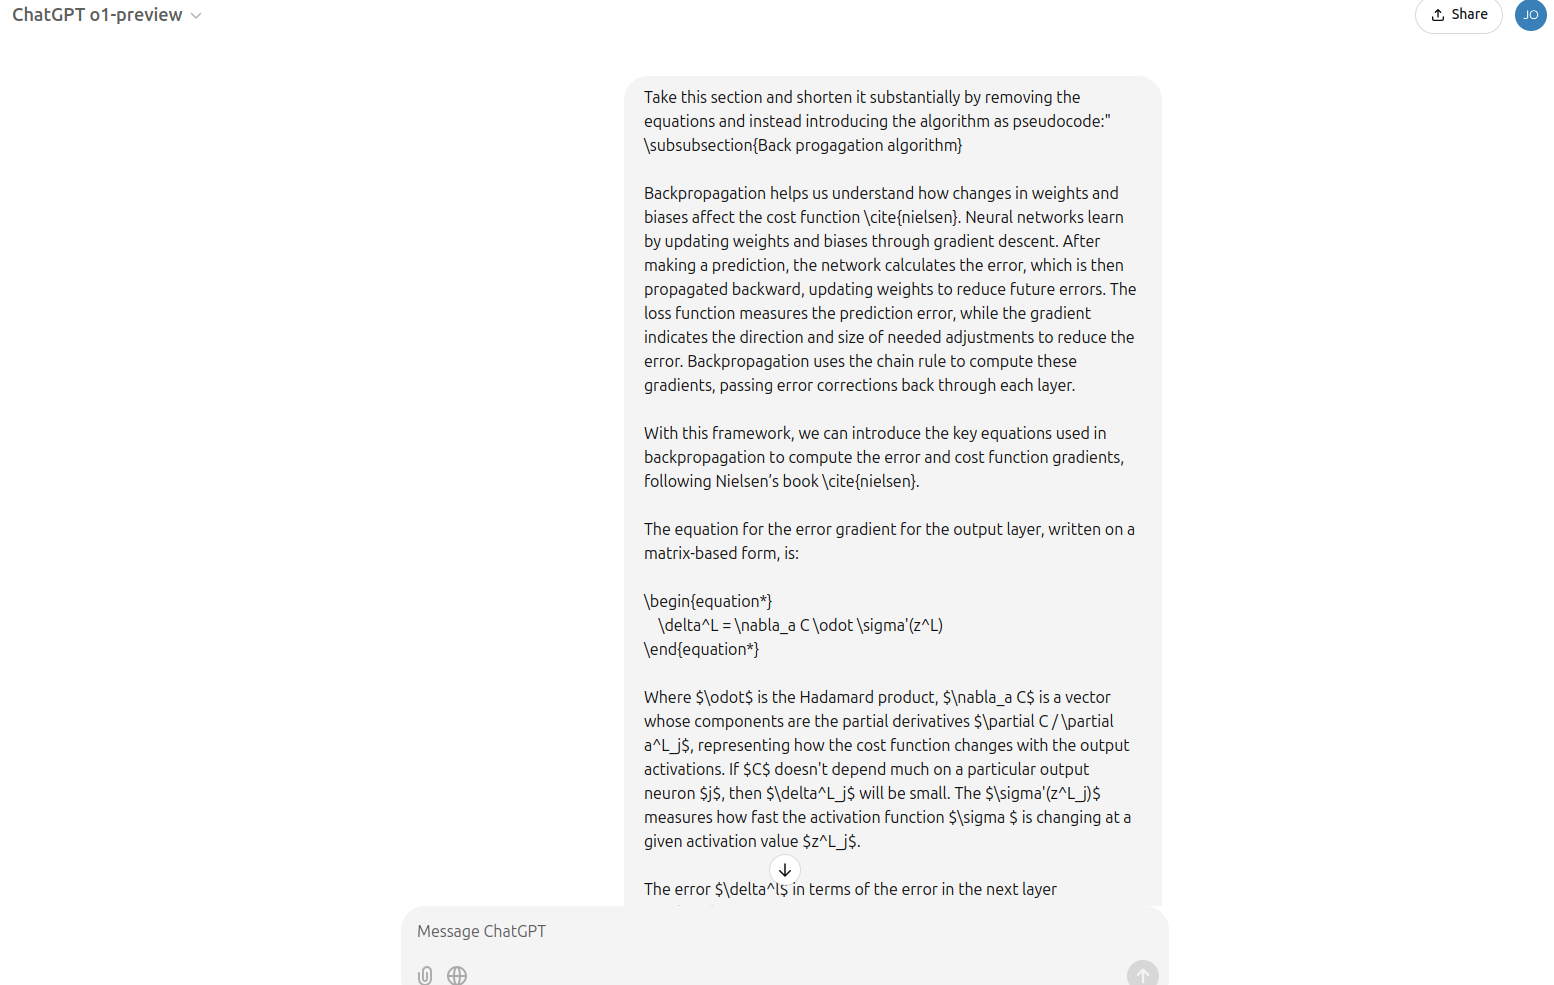 ChatGPT o1-preview
Share
JO
Take this section and shorten it substantially by removing the
equations and instead introducing the algorithm as pseudocode:"
\subsubsection{Back progagation algorithm}
Backpropagation helps us understand how changes in weights and
biases affect the cost function \cite{nielsen}. Neural networks learn
by updating weights and biases through gradient descent. After
making a prediction, the network calculates the error, which is then
propagated backward, updating weights to reduce future errors. The
loss function measures the prediction error, while the gradient
indicates the direction and size of needed adjustments to reduce the
error. Backpropagation uses the chain rule to compute these
gradients, passing error corrections back through each layer.
With this framework, we can introduce the key equations used in
backpropagation to compute the error and cost function gradients,
following Nielsen’s book \cite{nielsen}.
The equation for the error gradient for the output layer, written on a
matrix-based form, is:
\begin{equation*}
\delta^L = \nabla_a C \odot \sigma'(z^L)
\end{equation*}
Where $\odot$ is the Hadamard product, $\nabla_a C$ is a vector
whose components are the partial derivatives $\partial C / \partial
a^L_j$, representing how the cost function changes with the output
activations. If $C$ doesn't depend much on a particular output
neuron $j$, then $\delta^L_j$ will be small. The $\sigma'(z^L_j)$
measures how fast the activation function $\sigma $ is changing at a
given activation value $z^L_j$.
The error $\delta^l$ in terms of the error in the next layer
Message ChatGPT